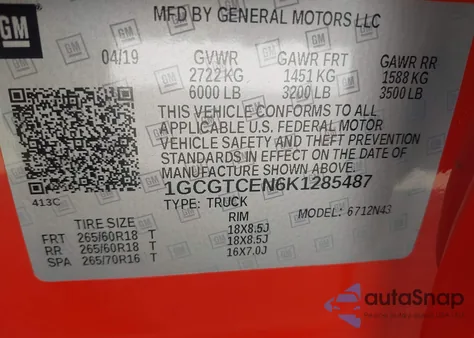 GM
MFD BY GENERAL MOTORS LLC
04/19 GVWR GAWR FRT GAWR RR
2722 KG 1451 KG 1588 KG
6000 LB 3200 LB 3500 LB
THIS VEHICLE CONFORMS TO ALL
APPLICABLE U.S. FEDERAL MOTOR
VEHICLE SAFETY AND THEFT PREVENTION
STANDARDS IN EFFECT ON THE DATE OF
MANUFACTURE SHOWN ABOVE.
1GCGTCEN6K1285487
413C TYPE: TRUCK
TIRE SIZE RIM MODEL: 6712N43
FRT 265/60R18 T 18X8.5J
RR 265/60R18 T 18X8.5J
SPA 265/70R16 T 16X7.0J
autoSnap